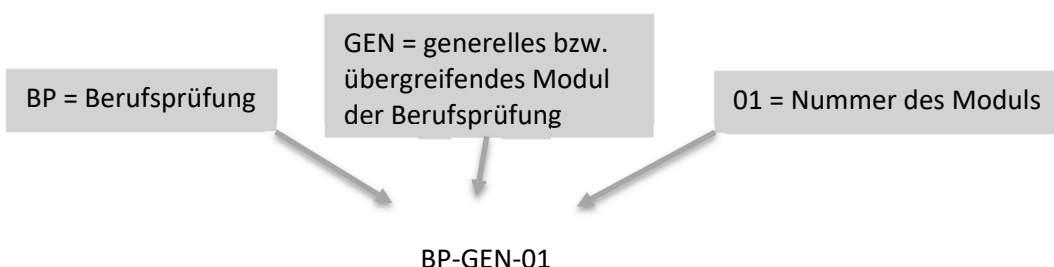 BP = Berufsprüfung
GEN = generelles bzw.
übergreifendes Modul
der Berufsprüfung
01 = Nummer des Moduls
BP-GEN-01